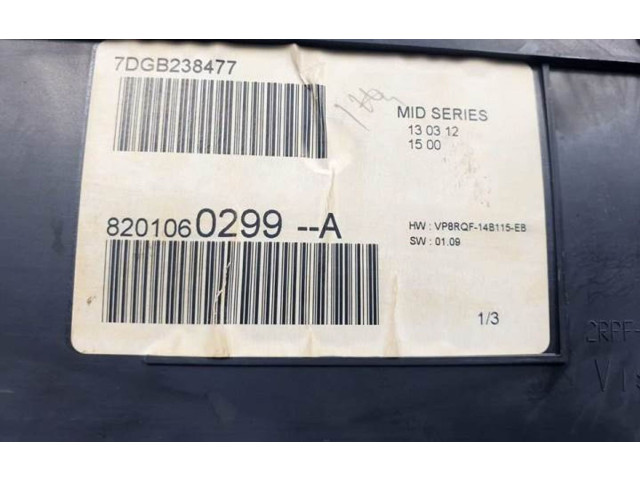 7DGB238477
MID SERIES
13 03 12
15 00
8201060299 --A
HW : VP8RQF-14B115-EB
SW : 01.09
1/3